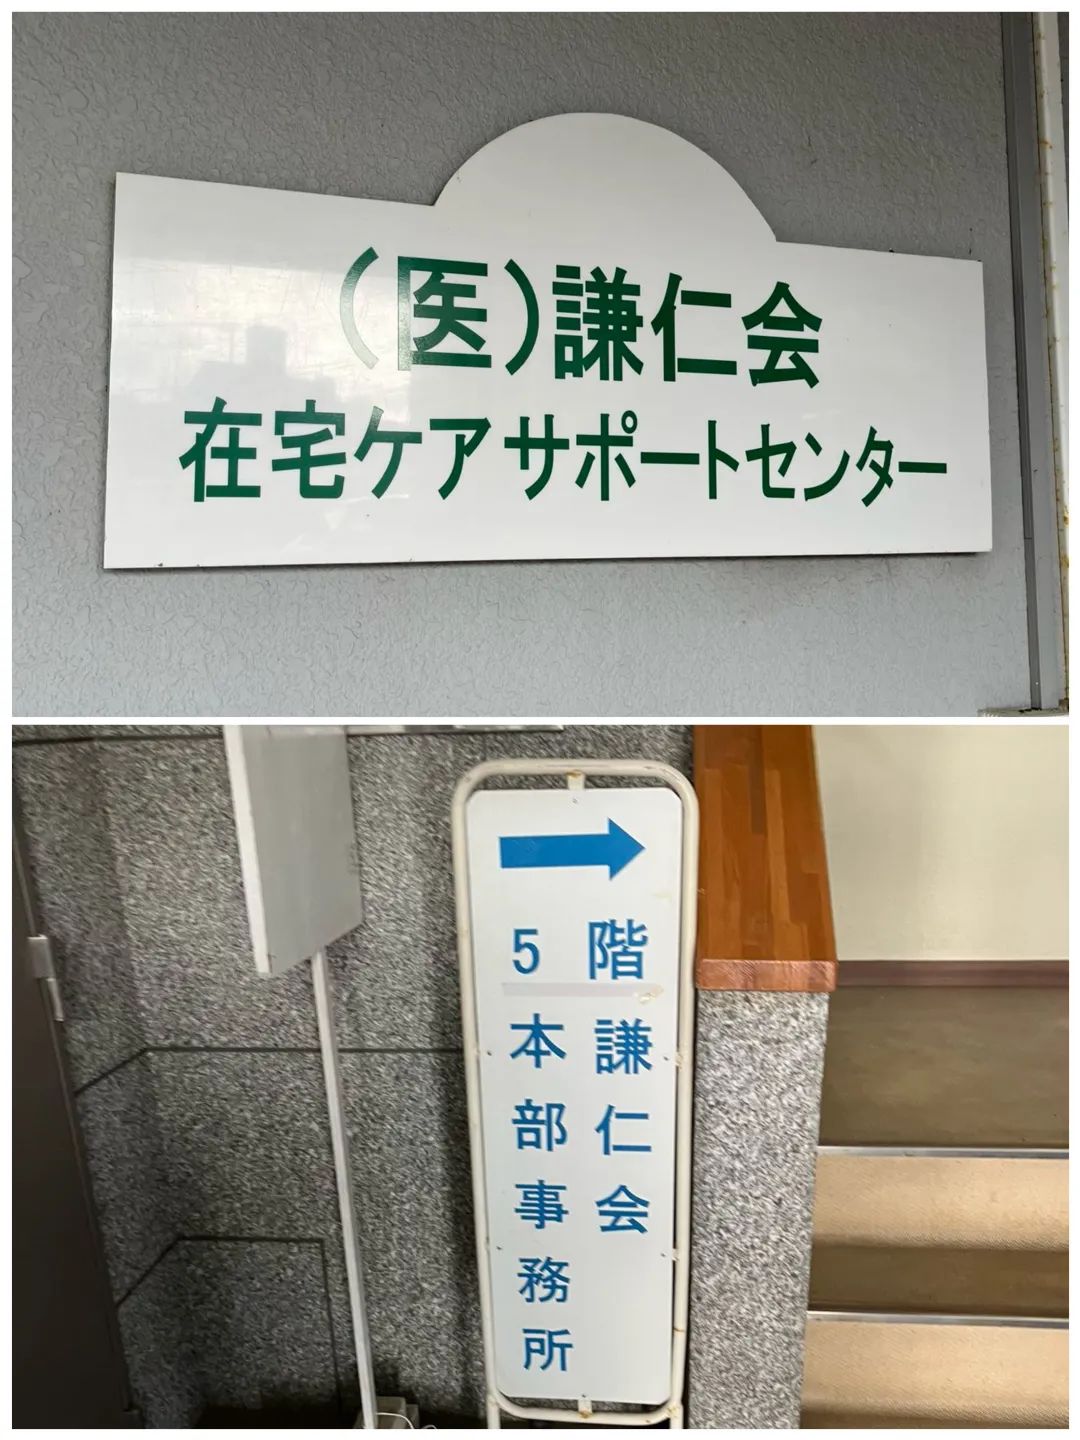 （医）謙仁会
在宅ケアサポートセンター
5階
謙仁会
本部事務所